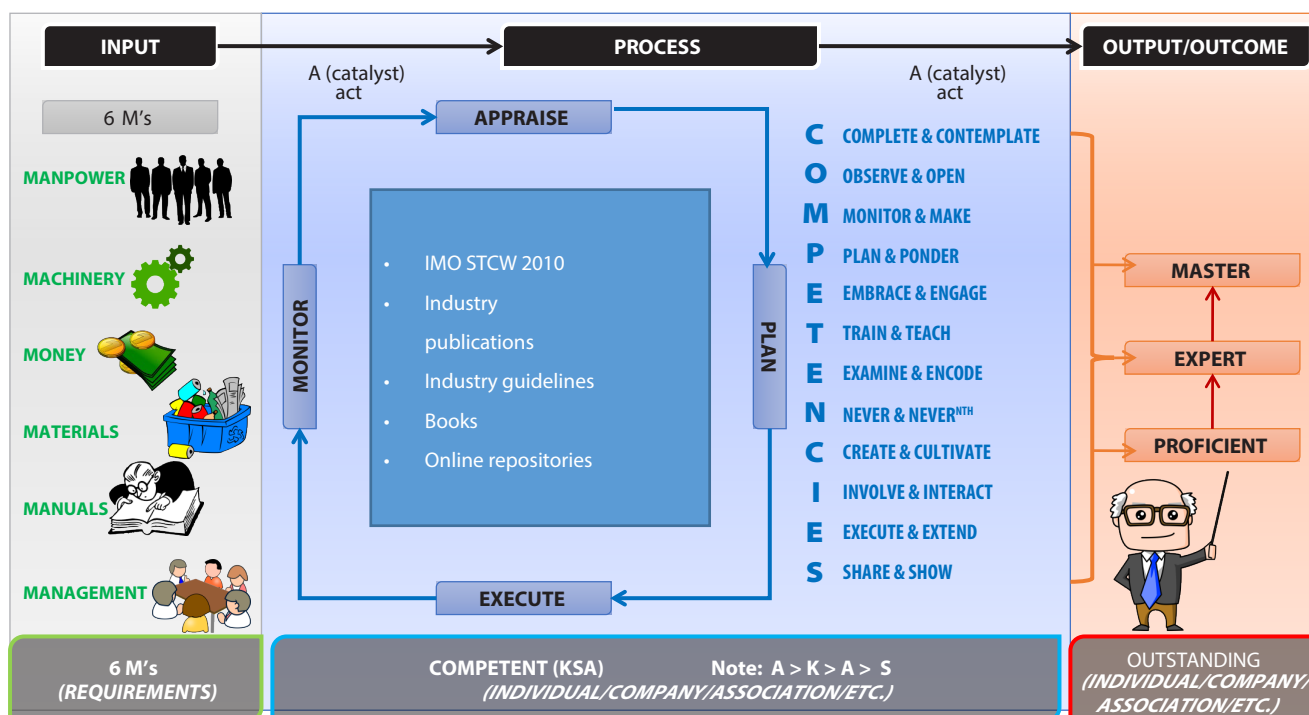 INPUT
PROCESS
OUTPUT/OUTCOME
6 M's
MANPOWER
MACHINERY
MONEY
MATERIALS
MANUALS
MANAGEMENT
A (catalyst)
act
A (catalyst)
act
APPRAISE
PLAN
EXECUTE
MONITOR
• IMO STCW 2010
• Industry
publications
• Industry guidelines
• Books
• Online repositories
C COMPLETE & CONTEMPLATE
O OBSERVE & OPEN
M MONITOR & MAKE
P PLAN & PONDER
E EMBRACE & ENGAGE
T TRAIN & TEACH
E EXAMINE & ENCODE
N NEVER & NEVERᴺᵀᴴ
C CREATE & CULTIVATE
I INVOLVE & INTERACT
E EXECUTE & EXTEND
S SHARE & SHOW
MASTER
EXPERT
PROFICIENT
6 M's
(REQUIREMENTS)
COMPETENT (KSA) Note: A > K > A > S
(INDIVIDUAL/COMPANY/ASSOCIATION/ETC.)
OUTSTANDING
(INDIVIDUAL/COMPANY/
ASSOCIATION/ETC.)